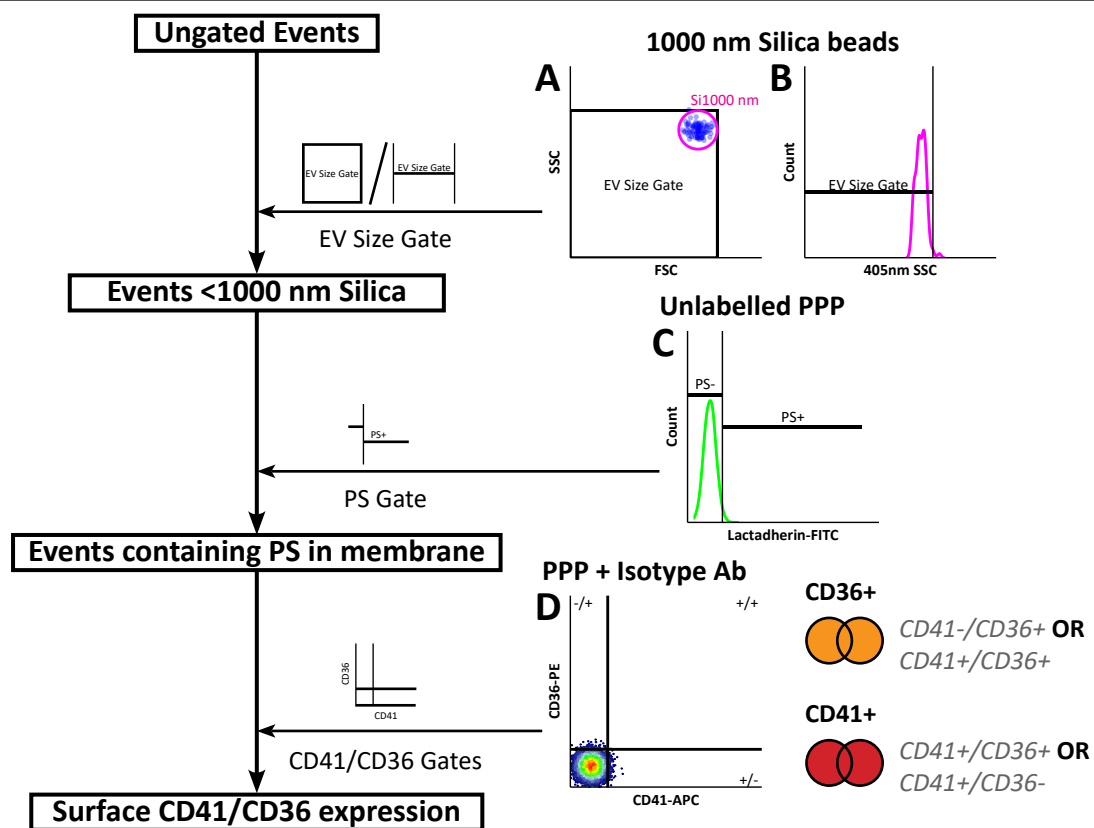 Ungated Events
EV Size Gate
EV Size Gate
EV Size Gate
Events <1000 nm Silica
1000 nm Silica beads
A
Si1000 nm
SSC
EV Size Gate
FSC
B
Count
EV Size Gate
405nm SSC
Unlabelled PPP
C
PS-
PS+
Count
Lactadherin-FITC
PS+
PS Gate
Events containing PS in membrane
PPP + Isotype Ab
D
-/+
+/+
CD36-PE
+/-
CD41-APC
CD36
CD41
CD41/CD36 Gates
Surface CD41/CD36 expression
CD36+
CD41-/CD36+ OR
CD41+/CD36+
CD41+
CD41+/CD36+ OR
CD41+/CD36-